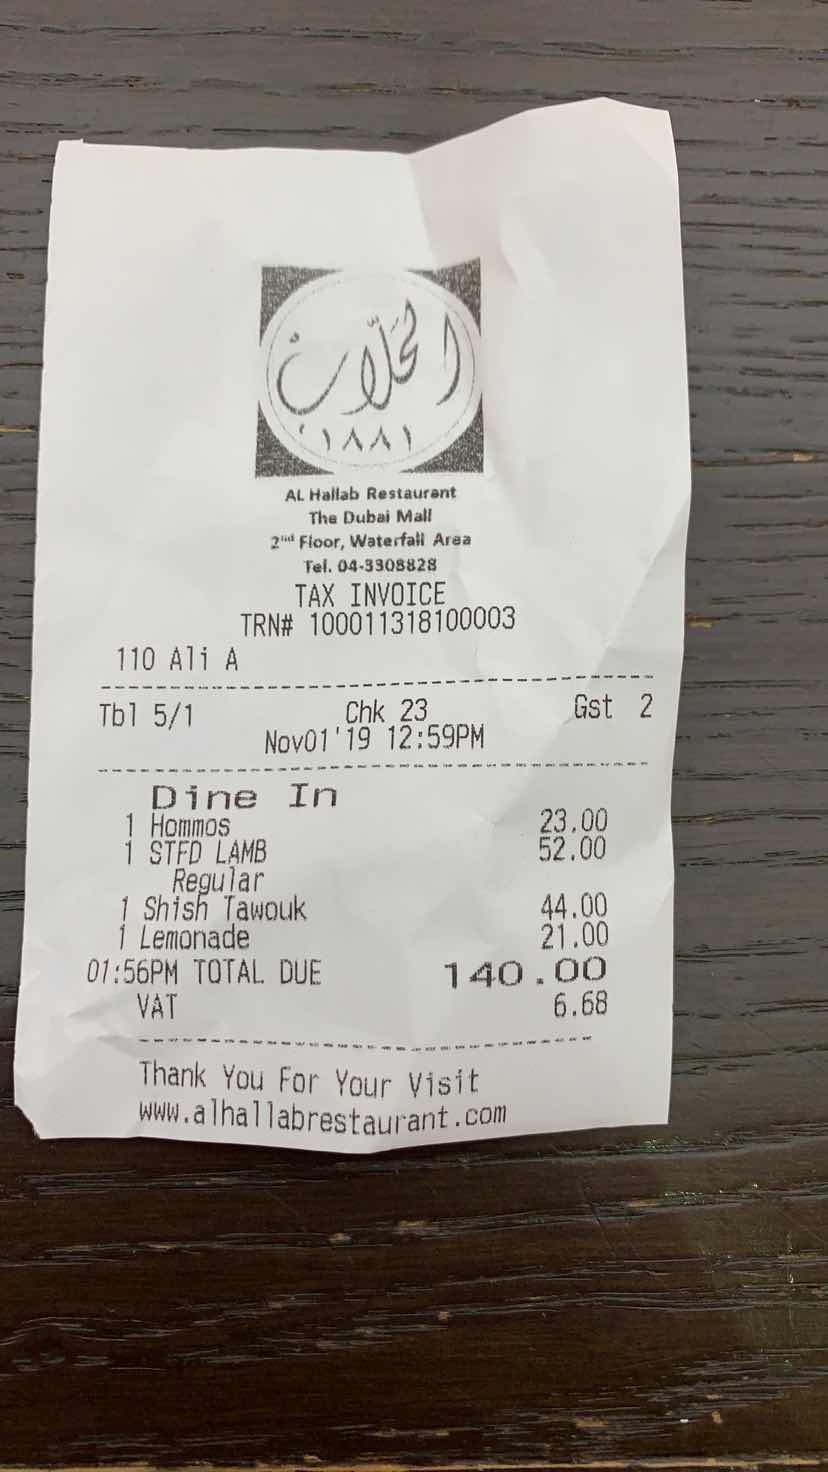 الحلاب
١٨٨١
AL Hallab Restaurant
The Dubai Mall
2nd Floor, Waterfall Area
Tel. 04-3308828
TAX INVOICE
TRN# 100011318100003
110 Ali A
Tbl 5/1 Chk 23 Gst 2
Nov01'19 12:59PM
Dine In
1 Hommos 23.00
1 STFD LAMB 52.00
Regular
1 Shish Tawouk 44.00
1 Lemonade 21.00
01:56PM TOTAL DUE 140.00
VAT 6.68
Thank You For Your Visit
www.alhallabrestaurant.com